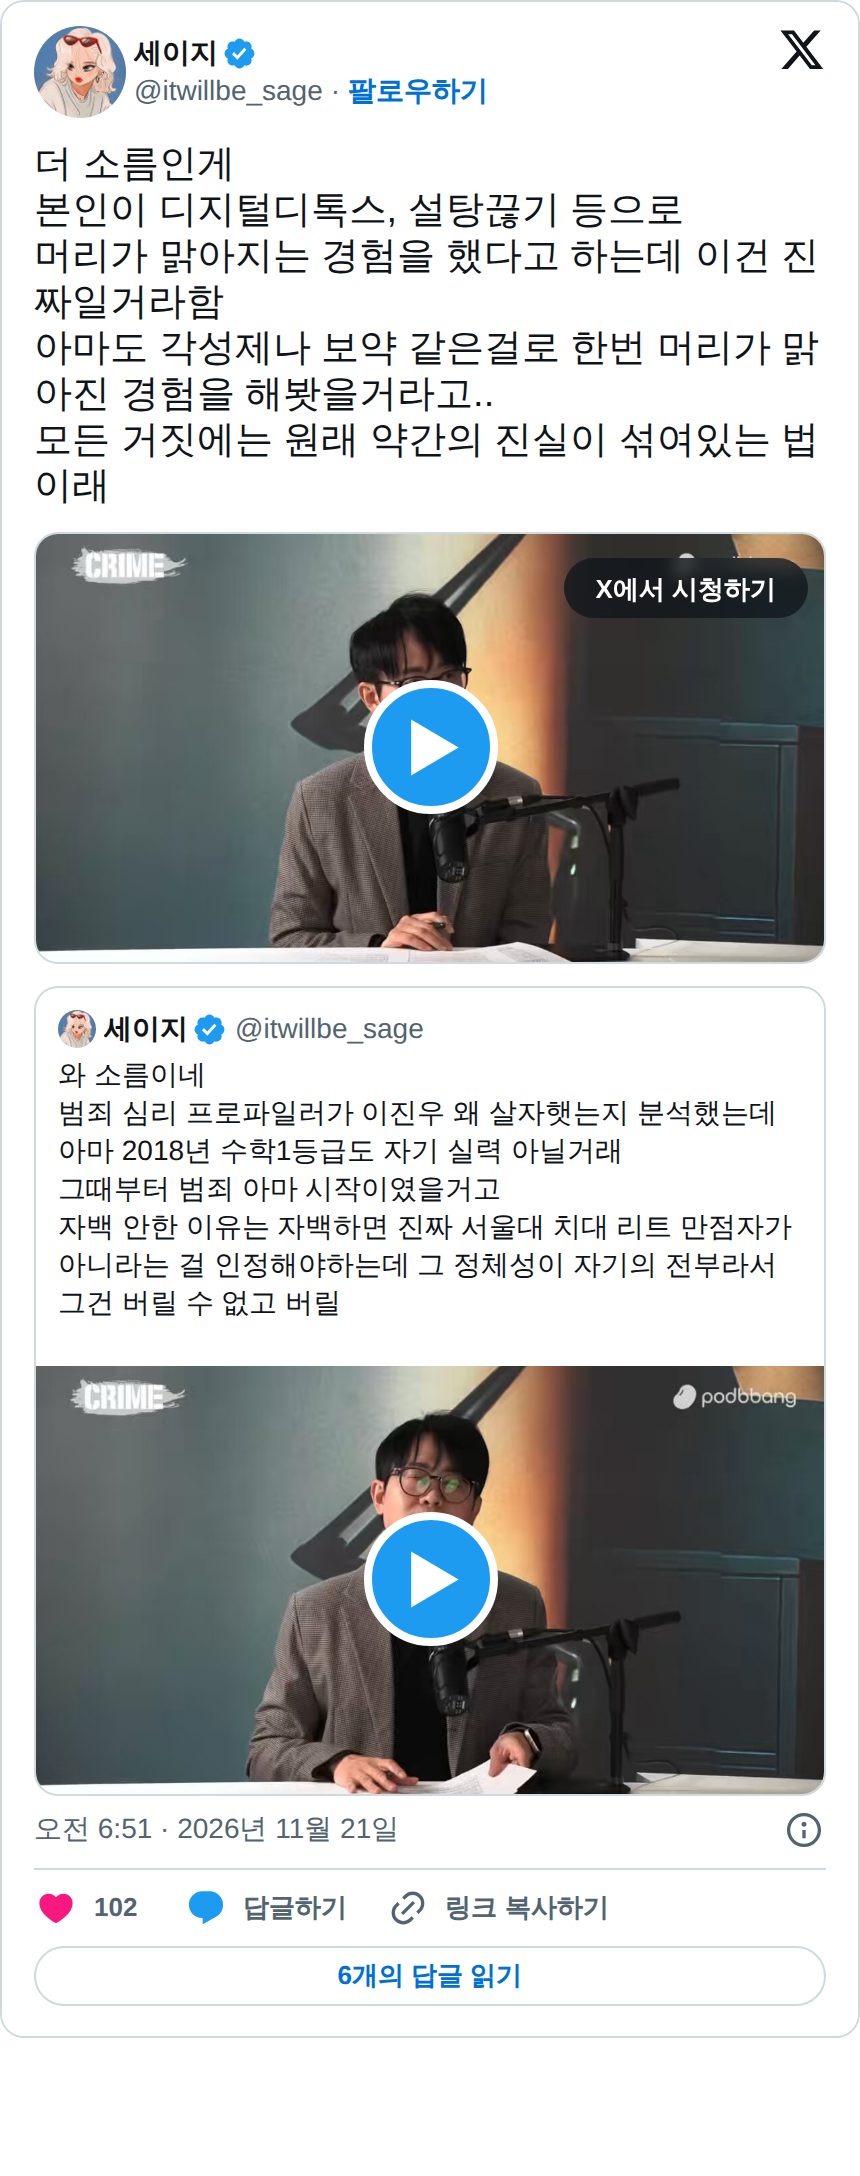 세이지
@itwillbe_sage · 팔로우하기
더 소름인게
본인이 디지털디톡스, 설탕끊기 등으로
머리가 맑아지는 경험을 했다고 하는데 이건 진
짜일거라함
아마도 각성제나 보약 같은걸로 한번 머리가 맑
아진 경험을 해봣을거라고..
모든 거짓에는 원래 약간의 진실이 섞여있는 법
이래
CRIME
X에서 시청하기
세이지 @itwillbe_sage
와 소름이네
범죄 심리 프로파일러가 이진우 왜 살자햇는지 분석했는데
아마 2018년 수학1등급도 자기 실력 아닐거래
그때부터 범죄 아마 시작이였을거고
자백 안한 이유는 자백하면 진짜 서울대 치대 리트 만점자가
아니라는 걸 인정해야하는데 그 정체성이 자기의 전부라서
그건 버릴 수 없고 버릴
CRIME
podbbang
오전 6:51 · 2026년 11월 21일
102 답글하기 링크 복사하기
6개의 답글 읽기